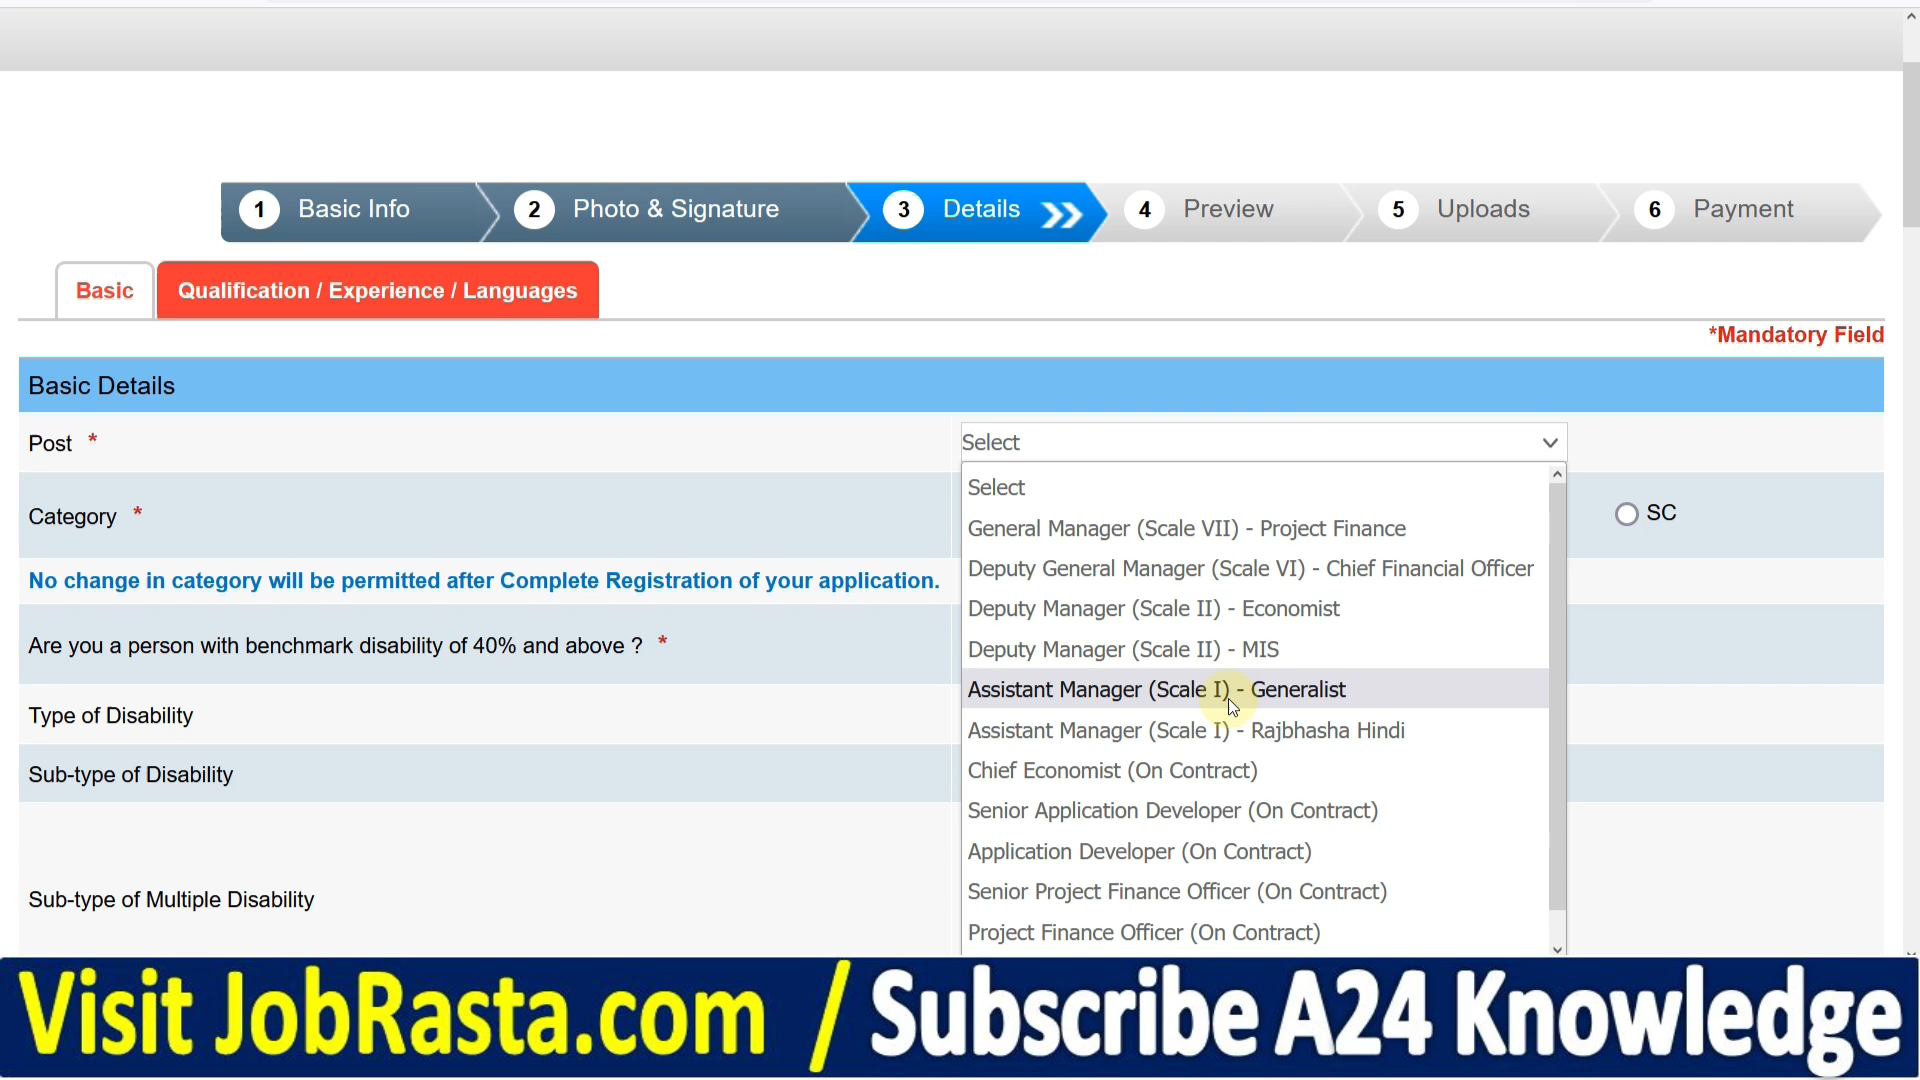 1 Basic Info 2 Photo & Signature 3 Details 4 Preview 5 Uploads 6 Payment
Basic Qualification / Experience / Languages
*Mandatory Field
Basic Details
Post * Select
Select
General Manager (Scale VII) - Project Finance
Category * SC
Deputy General Manager (Scale VI) - Chief Financial Officer
No change in category will be permitted after Complete Registration of your application.
Deputy Manager (Scale II) - Economist
Are you a person with benchmark disability of 40% and above ? *
Deputy Manager (Scale II) - MIS
Assistant Manager (Scale I) - Generalist
Type of Disability
Assistant Manager (Scale I) - Rajbhasha Hindi
Sub-type of Disability
Chief Economist (On Contract)
Senior Application Developer (On Contract)
Application Developer (On Contract)
Sub-type of Multiple Disability
Senior Project Finance Officer (On Contract)
Project Finance Officer (On Contract)
Visit JobRasta.com / Subscribe A24 Knowledge